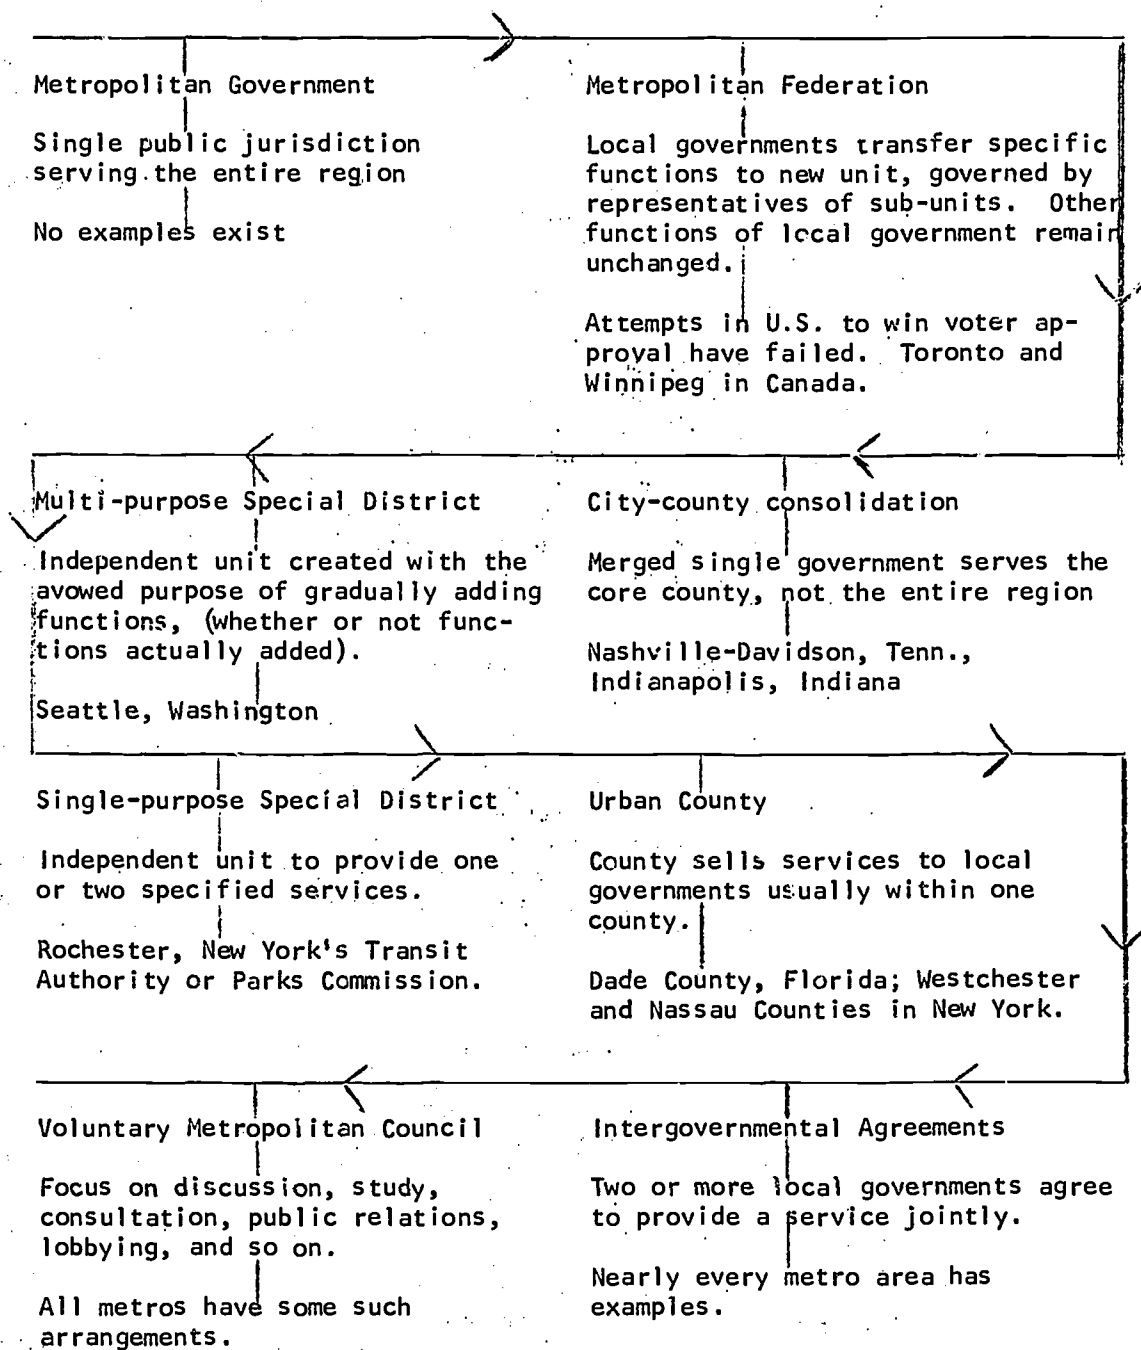 Metropolitan Government
Single public jurisdiction
serving the entire region
No examples exist
Metropolitan Federation
Local governments transfer specific
functions to new unit, governed by
representatives of sub-units. Other
functions of local government remain
unchanged.
Attempts in U.S. to win voter ap-
proval have failed. Toronto and
Winnipeg in Canada.
City-county consolidation
Merged single government serves the
core county, not the entire region
Nashville-Davidson, Tenn.,
Indianapolis, Indiana
Multi-purpose Special District
Independent unit created with the
avowed purpose of gradually adding
functions, (whether or not func-
tions actually added).
Seattle, Washington
Single-purpose Special District
Independent unit to provide one
or two specified services.
Rochester, New York's Transit
Authority or Parks Commission.
Urban County
County sells services to local
governments usually within one
county.
Dade County, Florida; Westchester
and Nassau Counties in New York.
Intergovernmental Agreements
Two or more local governments agree
to provide a service jointly.
Nearly every metro area has
examples.
Voluntary Metropolitan Council
Focus on discussion, study,
consultation, public relations,
lobbying, and so on.
All metros have some such
arrangements.